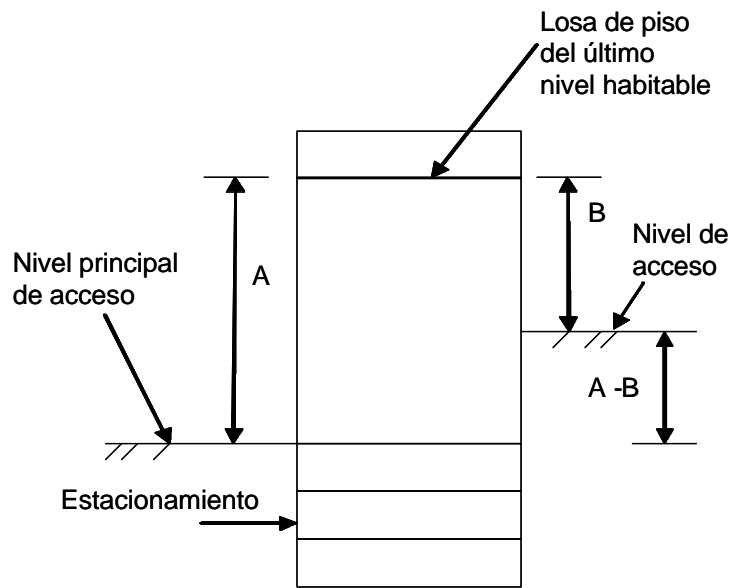 Losa de piso
del último
nivel habitable
B
Nivel de
acceso
Nivel principal
de acceso
A
A -B
Estacionamiento